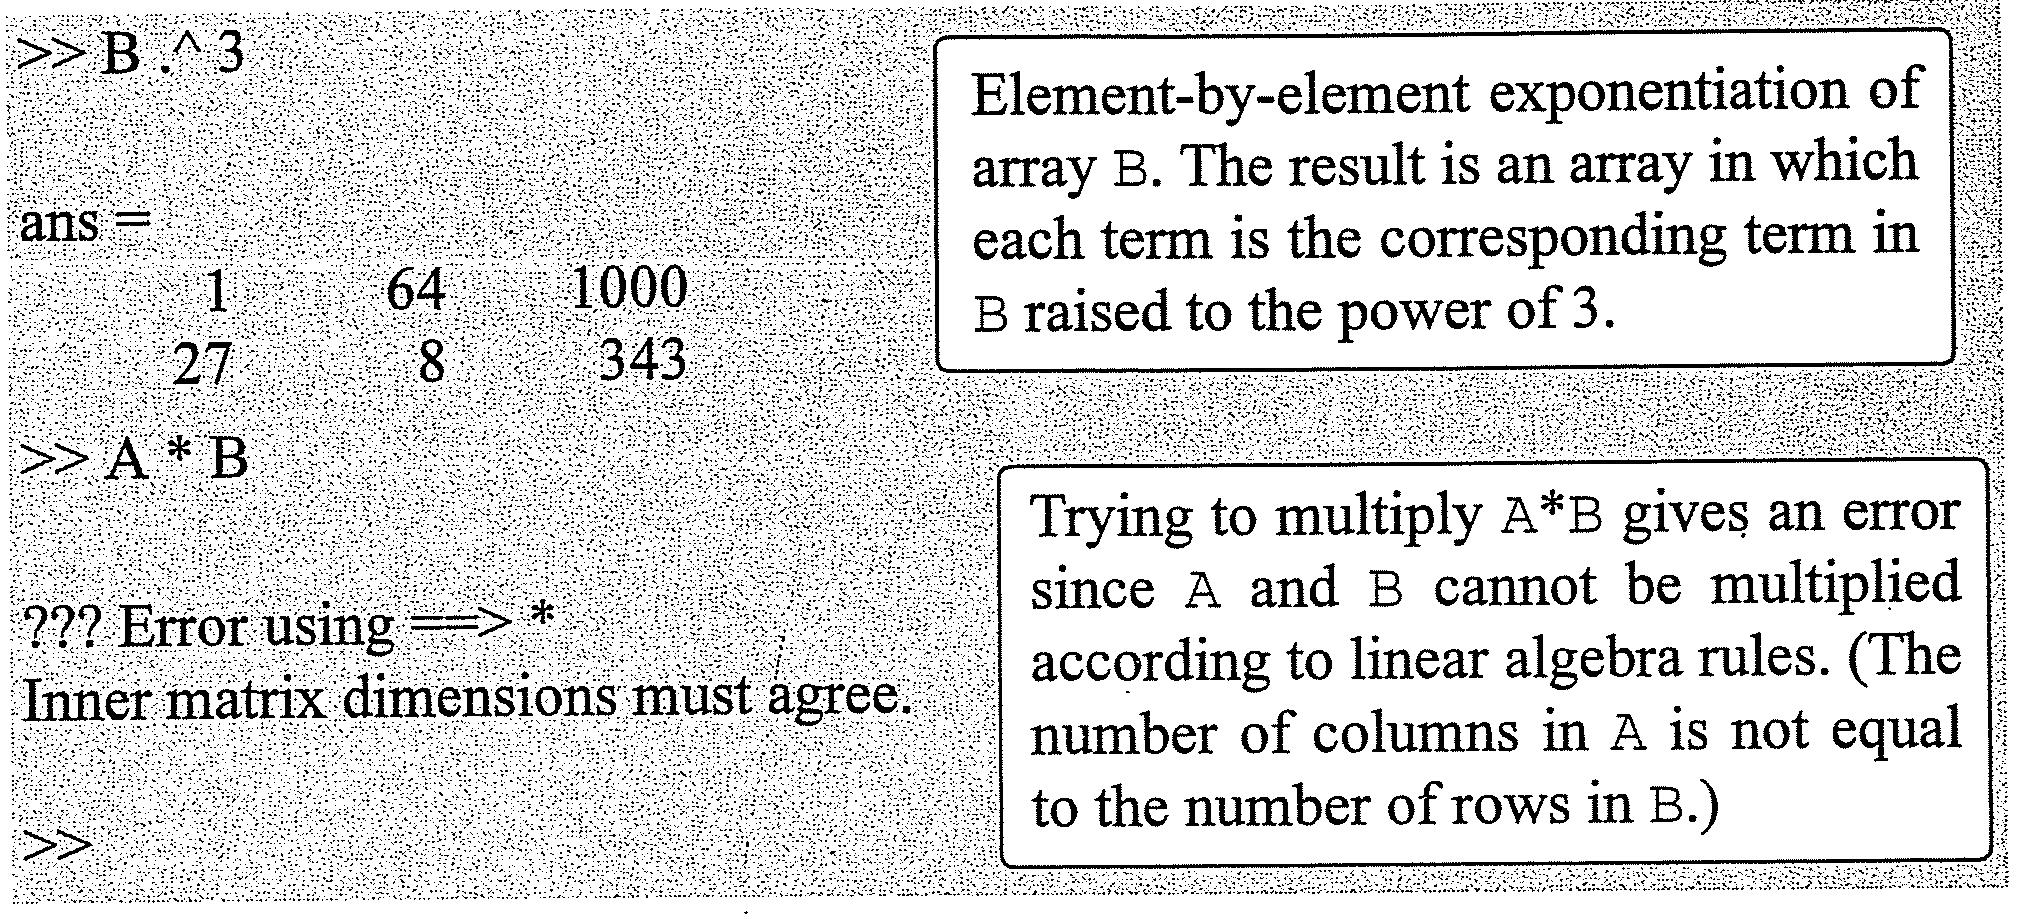 >> B .^ 3
ans =
1 64 1000
27 8 343
>> A * B
??? Error using ==> *
Inner matrix dimensions must agree.
>>
Element-by-element exponentiation of
array B. The result is an array in which
each term is the corresponding term in
B raised to the power of 3.
Trying to multiply A*B gives an error
since A and B cannot be multiplied
according to linear algebra rules. (The
number of columns in A is not equal
to the number of rows in B.)